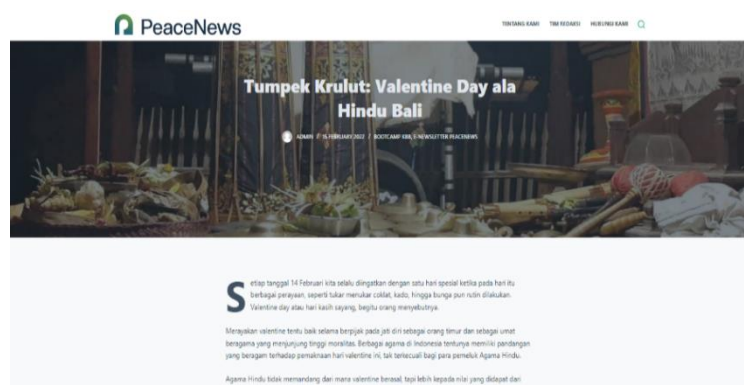 PeaceNews
TENTANG KAMI TIM REDAKSI HUBUNGI KAMI
Tumpek Krulut: Valentine Day ala
Hindu Bali
ADMIN / 15 FEBRUARY 2022 / BOOTCAMP KBB, E-NEWSLETTER PEACENEWS
Setiap tanggal 14 Februari kita selalu diingatkan dengan satu hari spesial ketika pada hari itu
berbagai perayaan, seperti tukar menukar coklat, kado, hingga bunga pun rutin dilakukan.
Valentine day atau hari kasih sayang, begitu orang menyebutnya.
Merayakan valentine tentu baik selama berpijak pada jati diri sebagai orang timur dan sebagai umat
beragama yang menjunjung tinggi moralitas. Berbagai agama di Indonesia tentunya memiliki pandangan
yang beragam terhadap pemaknaan hari valentine ini, tak terkecuali bagi para pemeluk Agama Hindu.
Agama Hindu tidak memandang dari mana valentine berasal, tapi lebih kepada nilai yang didapat dari